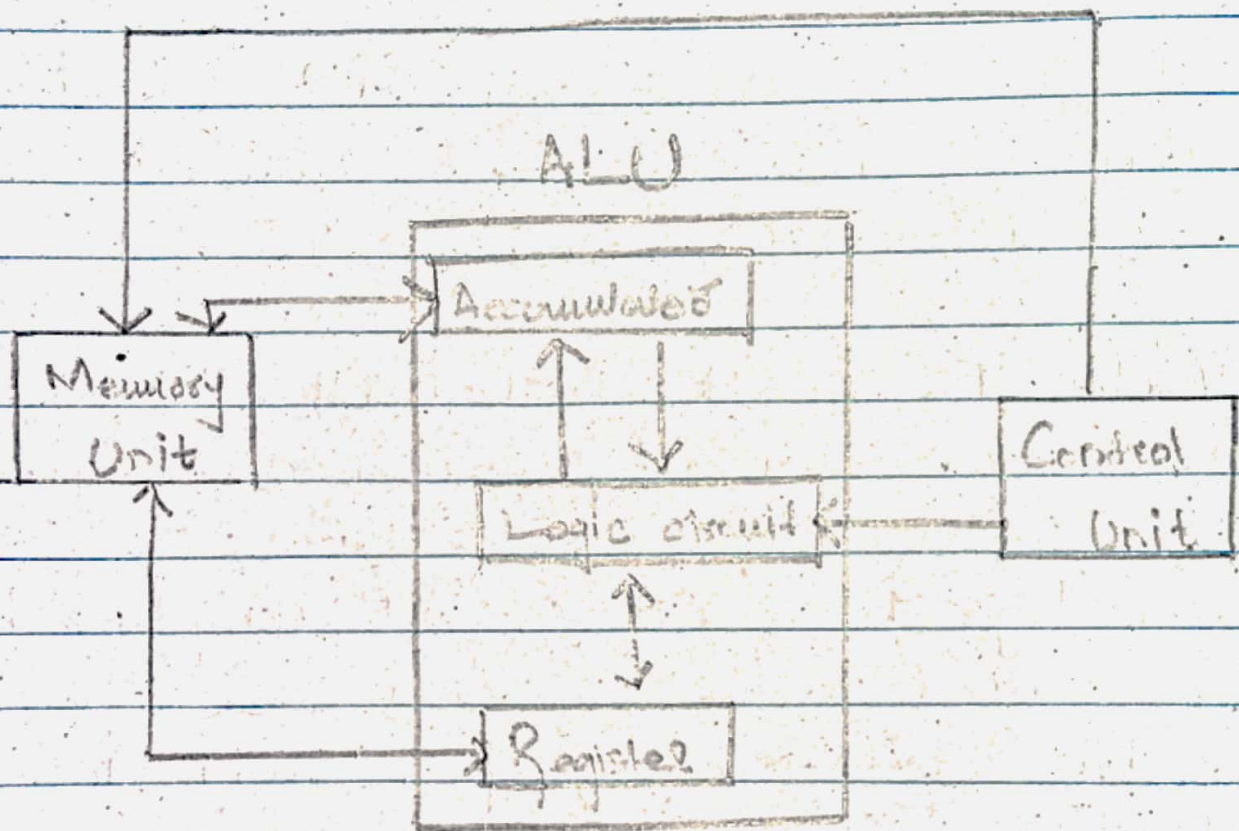 ALU
Accumulator
Memory
Unit
Logic circuit
Control
Unit
Register